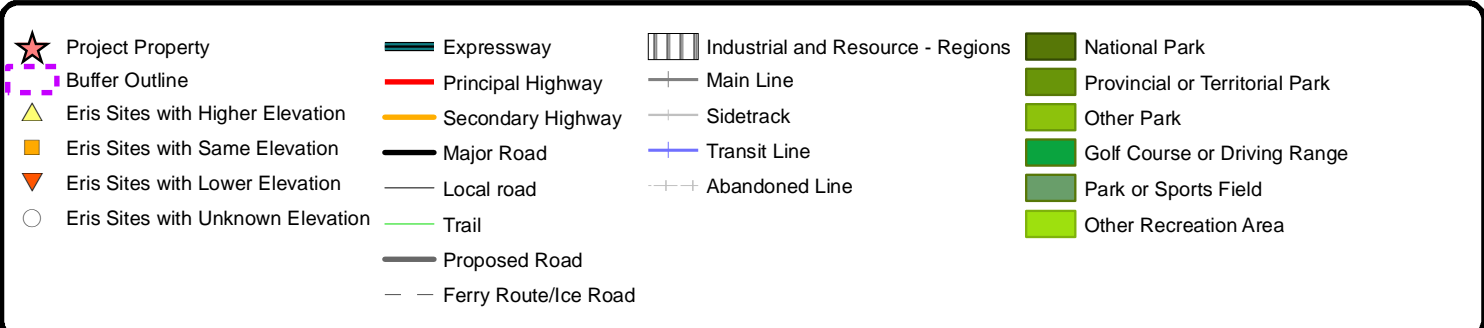 Project Property
Buffer Outline
Eris Sites with Higher Elevation
Eris Sites with Same Elevation
Eris Sites with Lower Elevation
Eris Sites with Unknown Elevation
Expressway
Principal Highway
Secondary Highway
Major Road
Local road
Trail
Proposed Road
Ferry Route/Ice Road
Industrial and Resource - Regions
Main Line
Sidetrack
Transit Line
Abandoned Line
National Park
Provincial or Territorial Park
Other Park
Golf Course or Driving Range
Park or Sports Field
Other Recreation Area